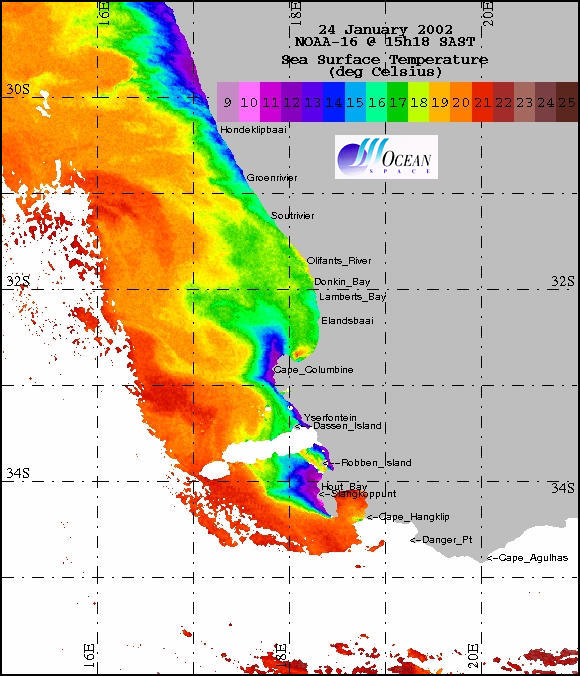 16E
18E
20E
24 January 2002
NOAA-16 @ 15h18 SAST
Sea Surface Temperature
(deg Celsius)
30S
9 10 11 12 13 14 15 16 17 18 19 20 21 22 23 24 25
Hondeklipbaai
OCEAN
SPACE
Groenrivier
Soutrivier
Olifants_River
32S
Donkin_Bay
32S
Lamberts_Bay
Elandsbaai
Cape_Columbine
Yserfontein
<-Dassen_Island
<-Robben_Island
34S
34S
Hout_Bay
<-Slangkoppunt
<-Cape_Hangklip
<-Danger_Pt
<-Cape_Agulhas
16E
18E
20E